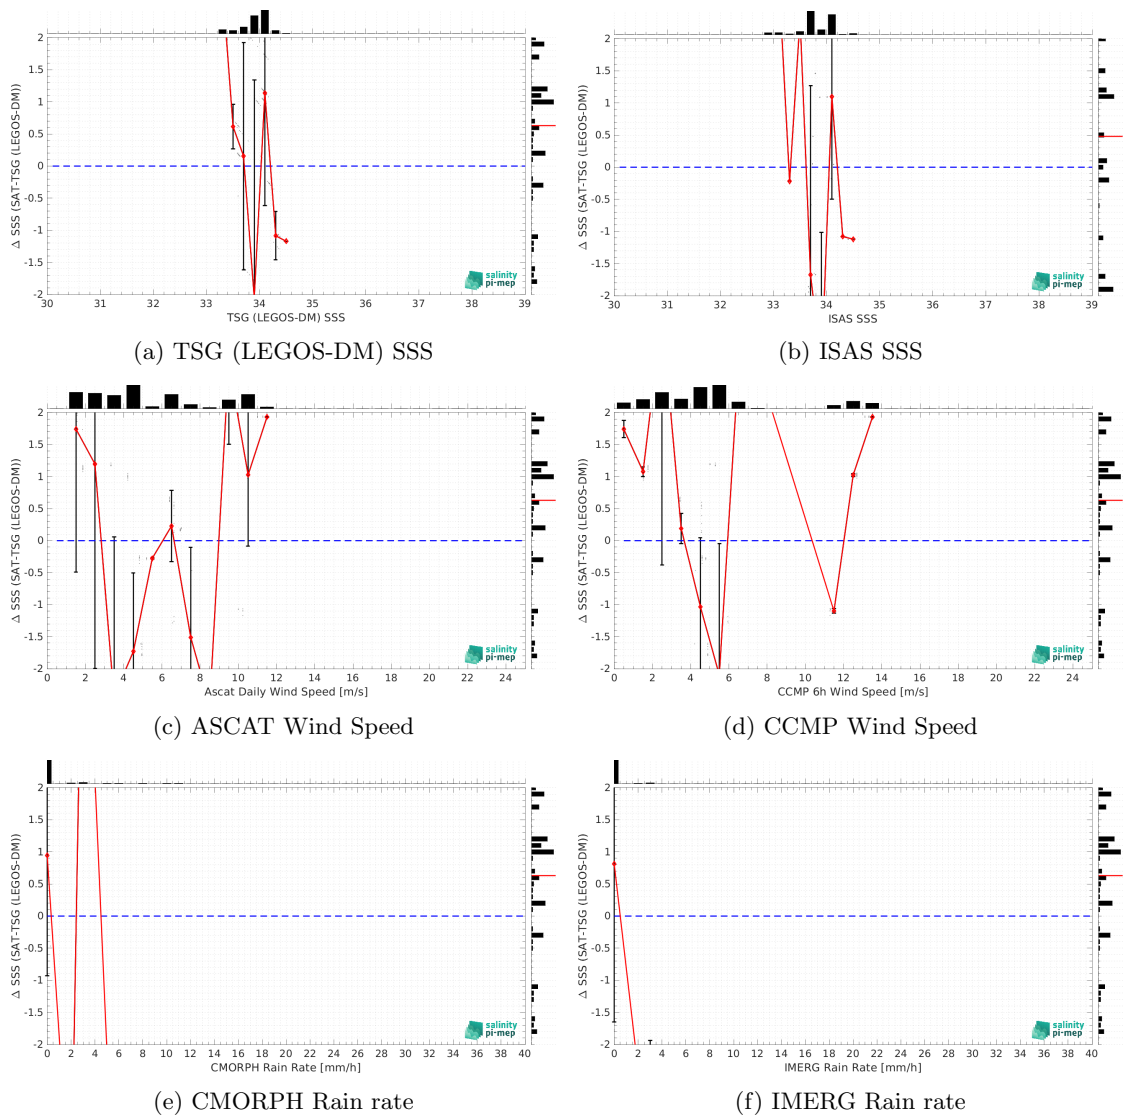 2
1.5
1
0.5
0
-0.5
-1
-1.5
-2
Δ SSS (SAT-TSG (LEGOS-DM))
30 31 32 33 34 35 36 37 38 39
TSG (LEGOS-DM) SSS
salinity
pi-mep
(a) TSG (LEGOS-DM) SSS
2
1.5
1
0.5
0
-0.5
-1
-1.5
-2
Δ SSS (SAT-TSG (LEGOS-DM))
30 31 32 33 34 35 36 37 38 39
ISAS SSS
salinity
pi-mep
(b) ISAS SSS
2
1.5
1
0.5
0
-0.5
-1
-1.5
-2
Δ SSS (SAT-TSG (LEGOS-DM))
0 2 4 6 8 10 12 14 16 18 20 22 24
Ascat Daily Wind Speed [m/s]
salinity
pi-mep
(c) ASCAT Wind Speed
2
1.5
1
0.5
0
-0.5
-1
-1.5
-2
Δ SSS (SAT-TSG (LEGOS-DM))
0 2 4 6 8 10 12 14 16 18 20 22 24
CCMP 6h Wind Speed [m/s]
salinity
pi-mep
(d) CCMP Wind Speed
2
1.5
1
0.5
0
-0.5
-1
-1.5
-2
Δ SSS (SAT-TSG (LEGOS-DM))
0 2 4 6 8 10 12 14 16 18 20 22 24 26 28 30 32 34 36 38 40
CMORPH Rain Rate [mm/h]
salinity
pi-mep
(e) CMORPH Rain rate
2
1.5
1
0.5
0
-0.5
-1
-1.5
-2
Δ SSS (SAT-TSG (LEGOS-DM))
0 2 4 6 8 10 12 14 16 18 20 22 24 26 28 30 32 34 36 38 40
IMERG Rain Rate [mm/h]
salinity
pi-mep
(f) IMERG Rain rate